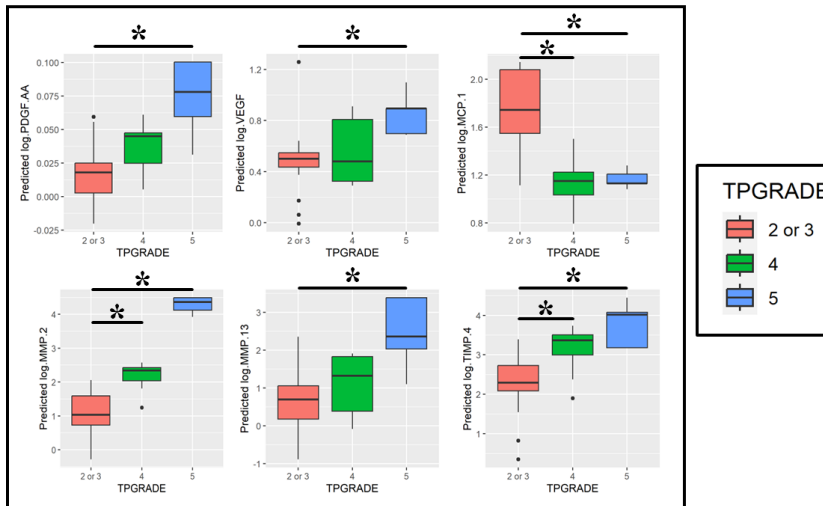 *
*
*
*
Predicted log.PDGF.AA
0.100
0.075
0.050
0.025
0.000
-0.025
2 or 3
4
5
TPGRADE
Predicted log.VEGF
1.2
0.8
0.4
0.0
2 or 3
4
5
TPGRADE
Predicted log.MCP.1
2.0
1.6
1.2
0.8
2 or 3
4
5
TPGRADE
TPGRADE
2 or 3
4
5
*
*
*
*
*
Predicted log.MMP.2
4
3
2
1
0
2 or 3
4
5
TPGRADE
Predicted log.MMP.13
3
2
1
0
-1
2 or 3
4
5
TPGRADE
Predicted log.TIMP.4
4
3
2
1
2 or 3
4
5
TPGRADE